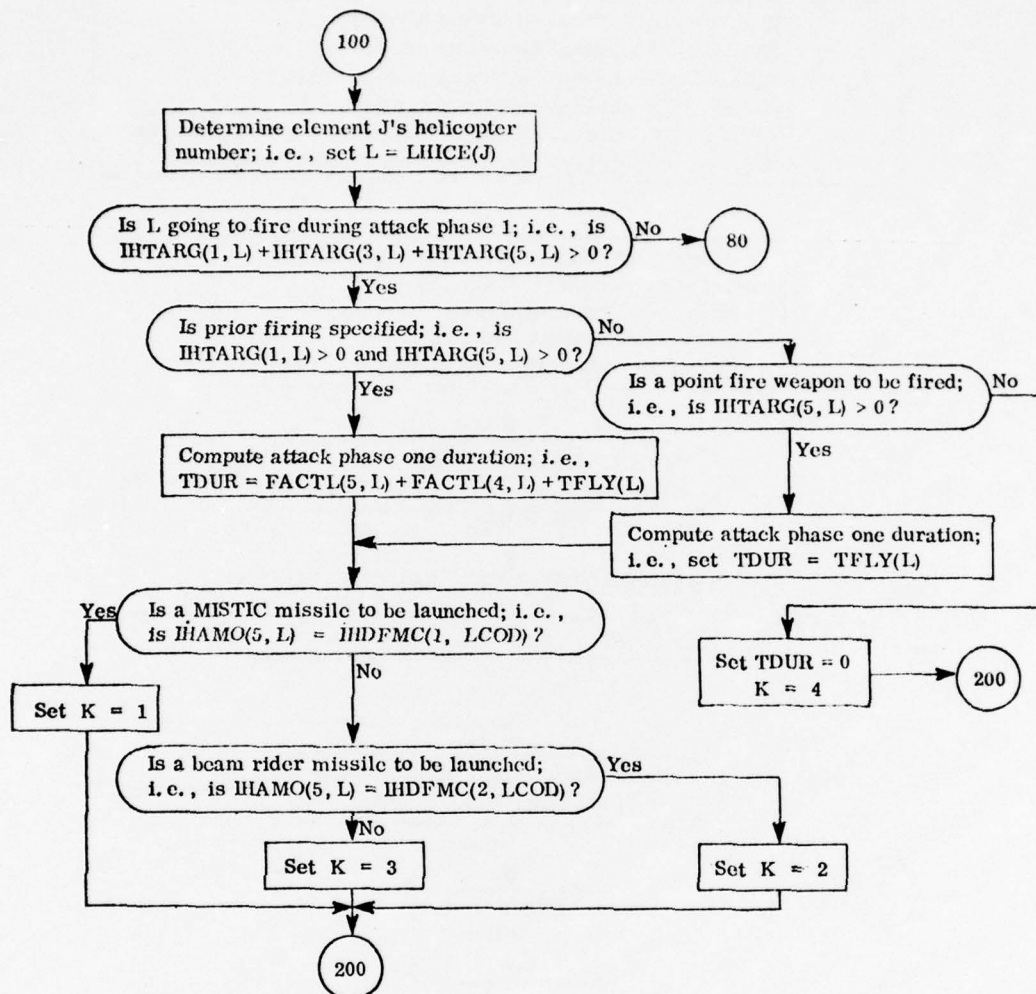 100
Determine element J's helicopter
number; i.e., set L = LHICE(J)
Is L going to fire during attack phase 1; i.e., is
IHTARG(1, L) +IHTARG(3, L) +IHTARG(5, L) > 0?
No
80
Yes
Is prior firing specified; i.e., is
IHTARG(1, L) > 0 and IHTARG(5, L) > 0?
No
Yes
Is a point fire weapon to be fired;
i.e., is IHTARG(5, L) > 0?
No
Yes
Compute attack phase one duration; i.e.,
TDUR = FACTL(5, L) + FACTL(4, L) + TFLY(L)
Compute attack phase one duration;
i.e., set TDUR = TFLY(L)
Is a MISTIC missile to be launched; i.e.,
is IHAMO(5, L) = IHDFMC(1, LCOD)?
Yes
No
Set TDUR = 0
K = 4
200
Set K = 1
Is a beam rider missile to be launched;
i.e., is IHAMO(5, L) = IHDFMC(2, LCOD)?
Yes
No
Set K = 3
Set K = 2
200